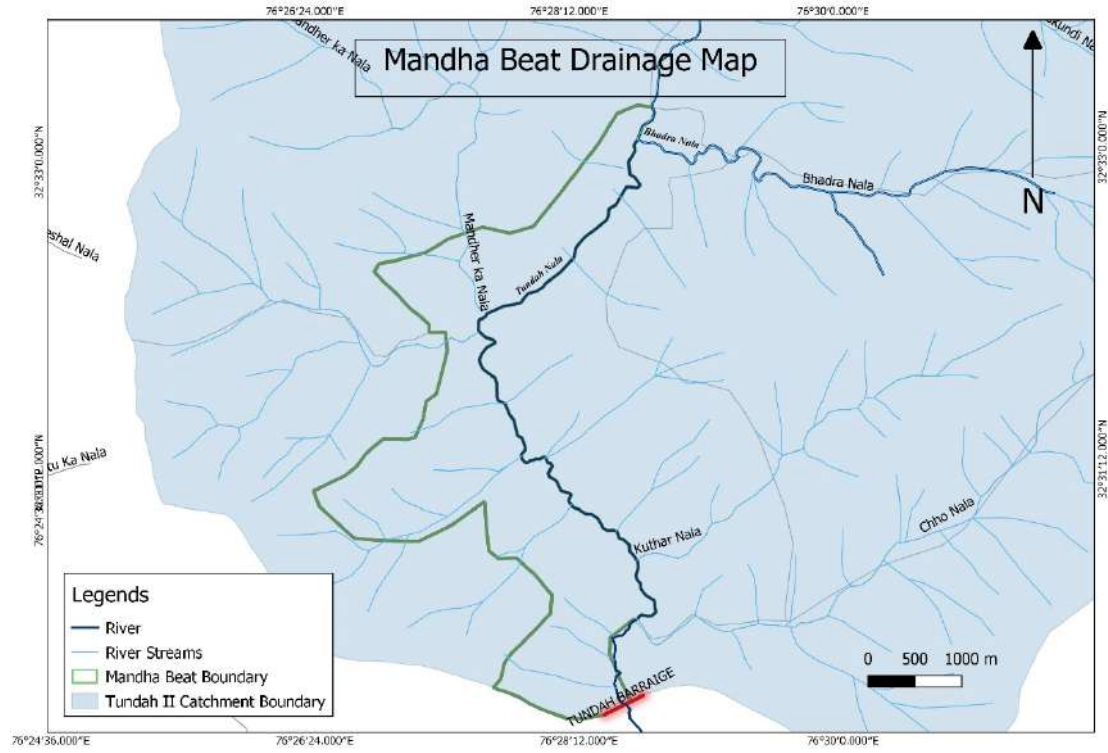 76°26'24.000"E
76°28'12.000"E
76°30'0.000"E
Mandher ka Nala
Mandha Beat Drainage Map
32°33'0.000"N
32°33'0.000"N
Bhadra Nala
Bhadra Nala
N
eshal Nala
Mandher ka Nala
Tundah Nala
32°31'12.000"N
tu Ka Nala
Chho Nala
Kuthar Nala
Legends
River
River Streams
Mandha Beat Boundary
Tundah II Catchment Boundary
0 500 1000 m
TUNDAH BARRAIGE
76°24'36.000"E
76°26'24.000"E
76°28'12.000"E
76°30'0.000"E